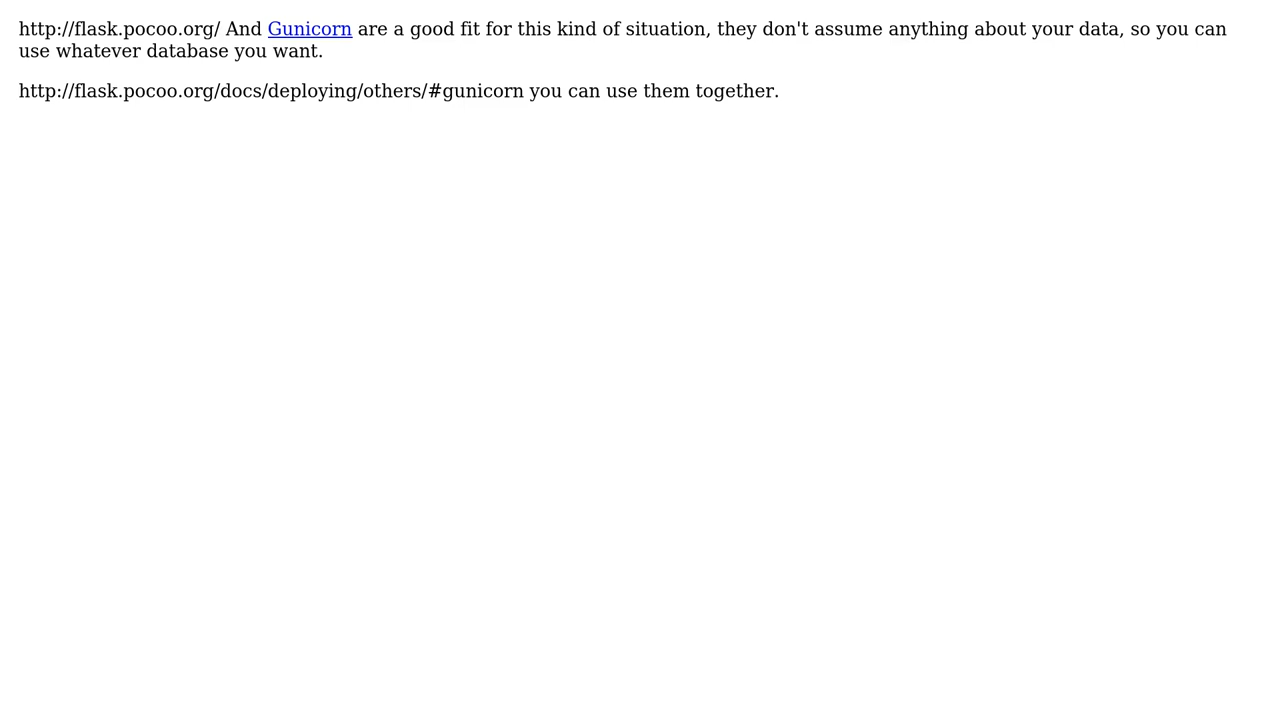 http://flask.pocoo.org/ And Gunicorn are a good fit for this kind of situation, they don't assume anything about your data, so you can
use whatever database you want.
http://flask.pocoo.org/docs/deploying/others/#gunicorn you can use them together.